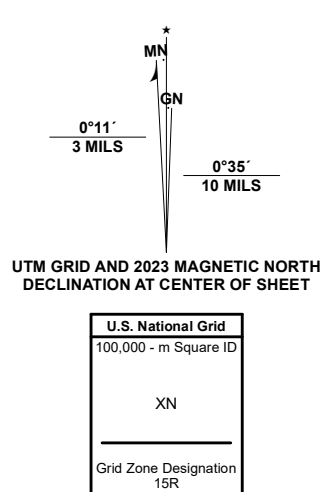 MN
GN
0°11´
3 MILS
0°35´
10 MILS
UTM GRID AND 2023 MAGNETIC NORTH
DECLINATION AT CENTER OF SHEET
U.S. National Grid
100,000 - m Square ID
XN
Grid Zone Designation
15R